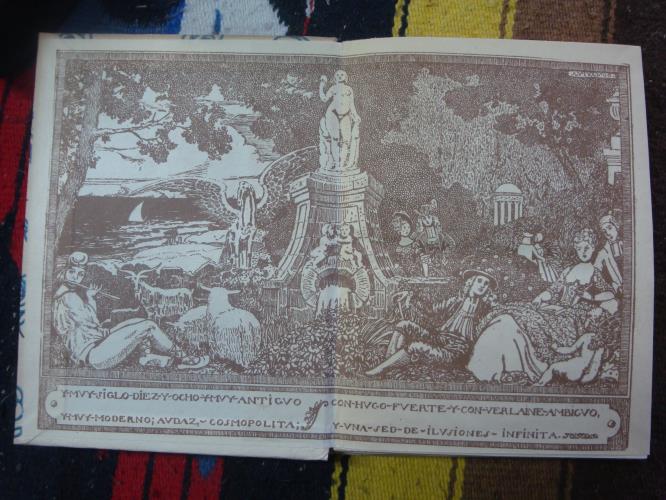 Y·MVY·SIGLO·DIEZ·Y·OCHO·Y·MVY·ANTIGVO
Y·MVY·MODERNO; AVDAZ,- COSMOPOLITA;
CON·HVGO·FVERTE·Y·CON·VERLAINE·AMBIGVO,
Y·VNA·SED·DE·ILVSIONES·INFINITA.